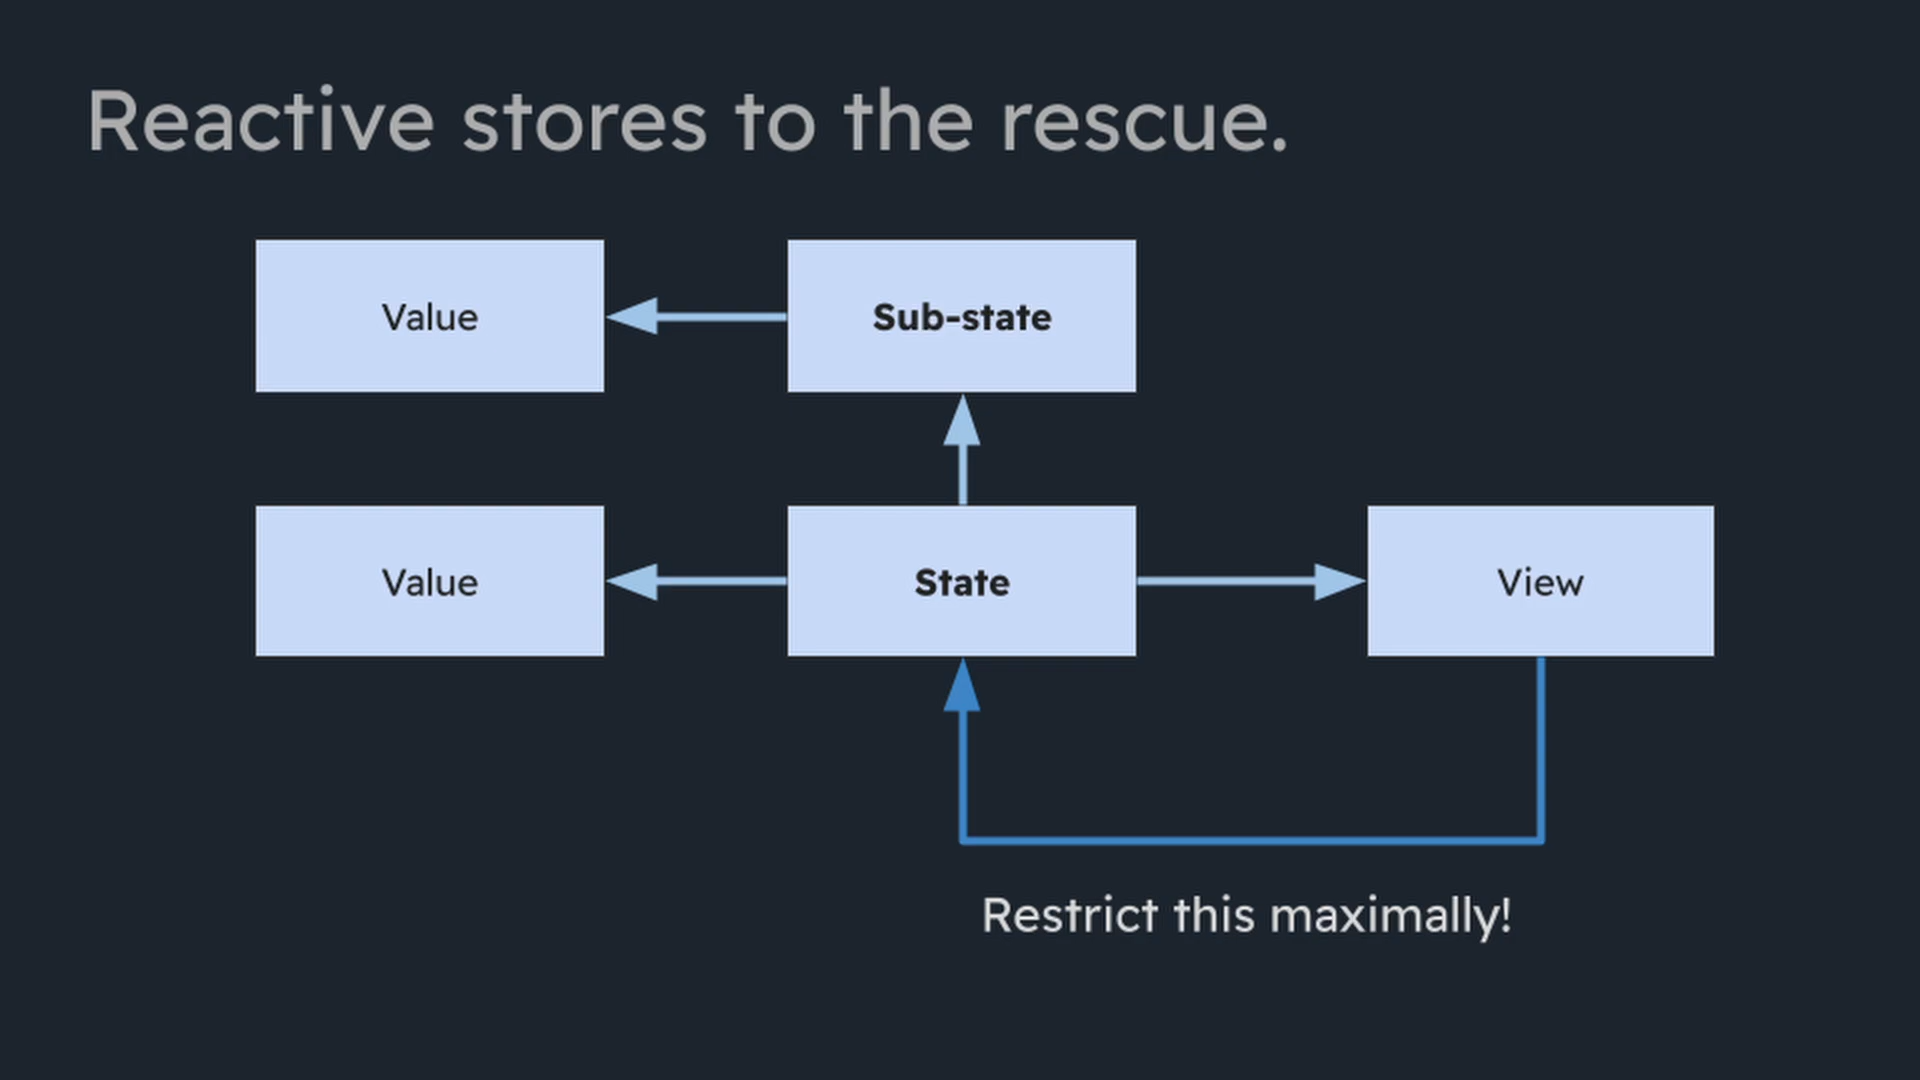 Reactive stores to the rescue.
Value
Sub-state
Value
State
View
Restrict this maximally!